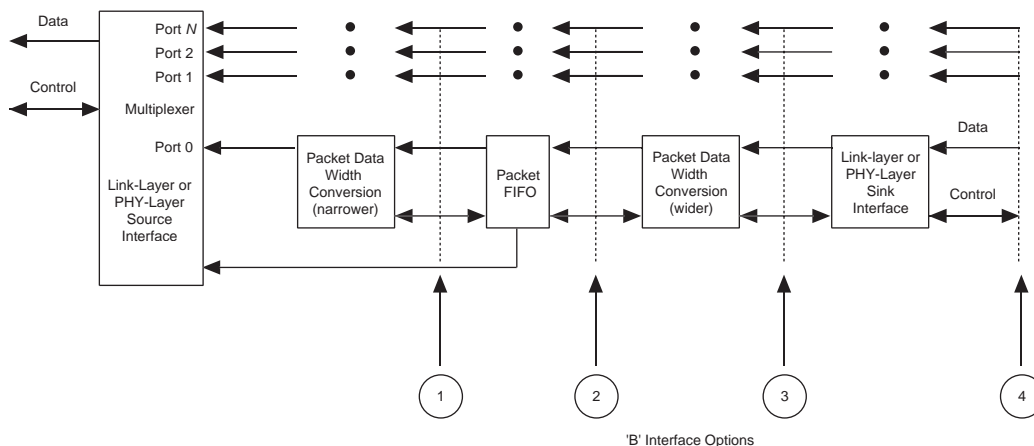 Data
Port N
Port 2
Port 1
Control
Multiplexer
Port 0
Link-Layer or
PHY-Layer
Source
Interface
Packet Data
Width
Conversion
(narrower)
Packet
FIFO
Packet Data
Width
Conversion
(wider)
Link-layer or
PHY-Layer
Sink
Interface
Data
Control
1
2
3
4
'B' Interface Options